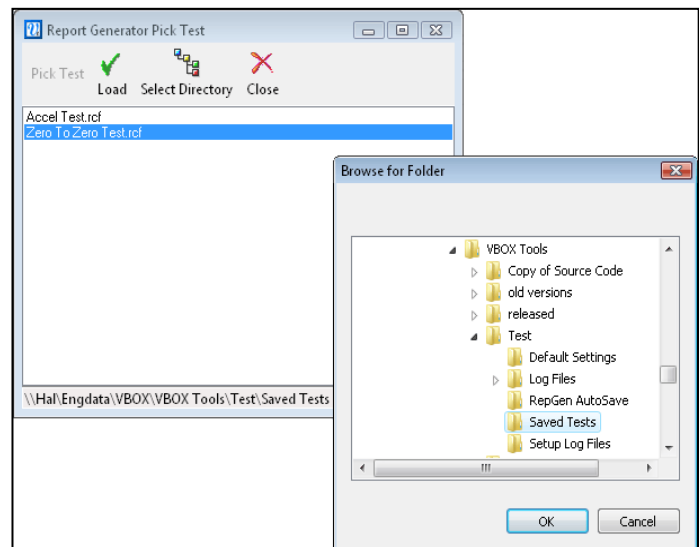 Report Generator Pick Test
Pick Test
Load Select Directory Close
Accel Test.rcf
Zero To Zero Test.rcf
\\Hal\Engdata\VBOX\VBOX Tools\Test\Saved Tests
Browse for Folder
VBOX Tools
Copy of Source Code
old versions
released
Test
Default Settings
Log Files
RepGen AutoSave
Saved Tests
Setup Log Files
OK Cancel